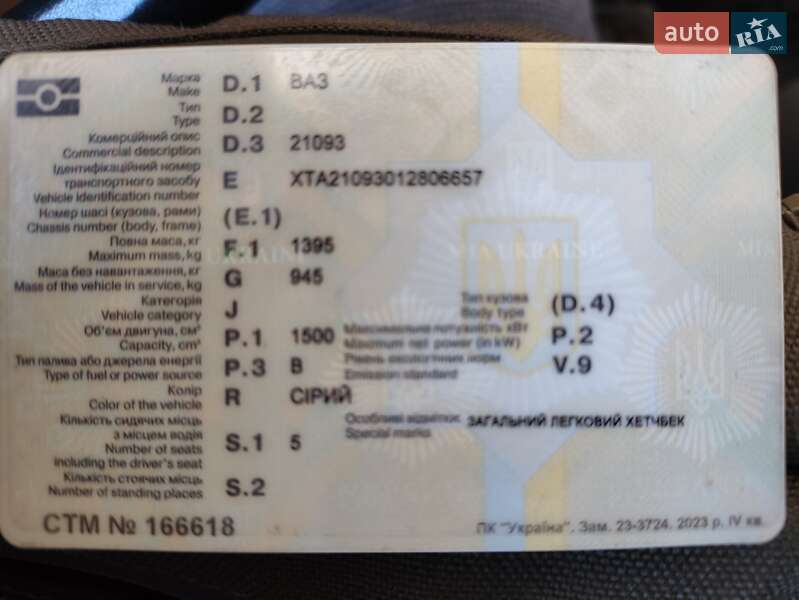 auto RIA
Марка
Make D.1 ВАЗ
Тип
Type D.2
Комерційний опис
Commercial description D.3 21093
Ідентифікаційний номер
транспортного засобу
Vehicle identification number E XTA21093012806657
Номер шасі (кузова, рами)
Chassis number (body, frame) (E.1)
Повна маса, кг
Maximum mass, kg F.1 1395
Маса без навантаження, кг
Mass of the vehicle in service, kg G 945
Категорія
Vehicle category J
Тип кузова
Body type (D.4)
Об'єм двигуна, см³
Capacity, cm³ P.1 1500
Максимальна потужність кВт
Maximum net power (in kW) P.2
Тип палива або джерела енергії
Type of fuel or power source P.3 B
Рівень екологічних норм
Emission standard V.9
Колір
Color of the vehicle R СІРИЙ
Кількість сидячих місць
з місцем водія
Number of seats
including the driver's seat S.1 5
Особливі відмітки ЗАГАЛЬНИЙ ЛЕГКОВИЙ ХЕТЧБЕК
Special marks
Кількість стоячих місць
Number of standing places S.2
СТМ № 166618
ПК "Україна". Зам. 23-3724. 2023 р. IV кв.